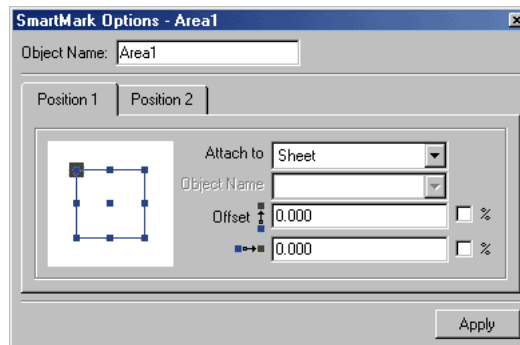 SmartMark Options - Area1
Object Name: Area1
Position 1 Position 2
Attach to Sheet
Object Name
Offset 0.000 %
0.000 %
Apply